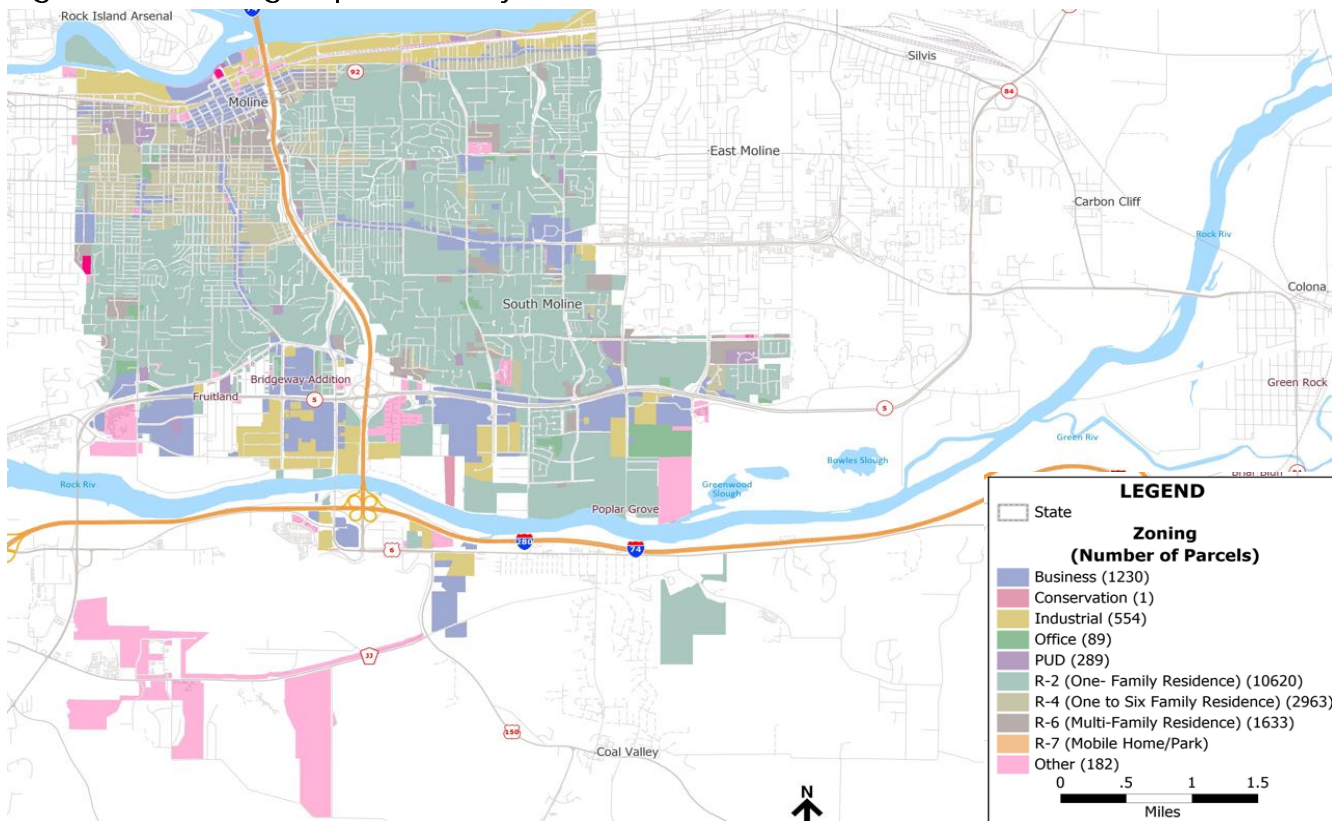 Rock Island Arsenal
74
Silvis
92
Moline
84
East Moline
Carbon Cliff
Rock Riv
South Moline
Colona
Bridgeway Addition
Green Rock
Fruitland
5
5
Green Riv
Bowles Slough
Rock Riv
Greenwood
Slough
Poplar Grove
6
280
74
JJ
150
Coal Valley
N
LEGEND
State
Zoning
(Number of Parcels)
Business (1230)
Conservation (1)
Industrial (554)
Office (89)
PUD (289)
R-2 (One- Family Residence) (10620)
R-4 (One to Six Family Residence) (2963)
R-6 (Multi-Family Residence) (1633)
R-7 (Mobile Home/Park)
Other (182)
0 .5 1 1.5
Miles